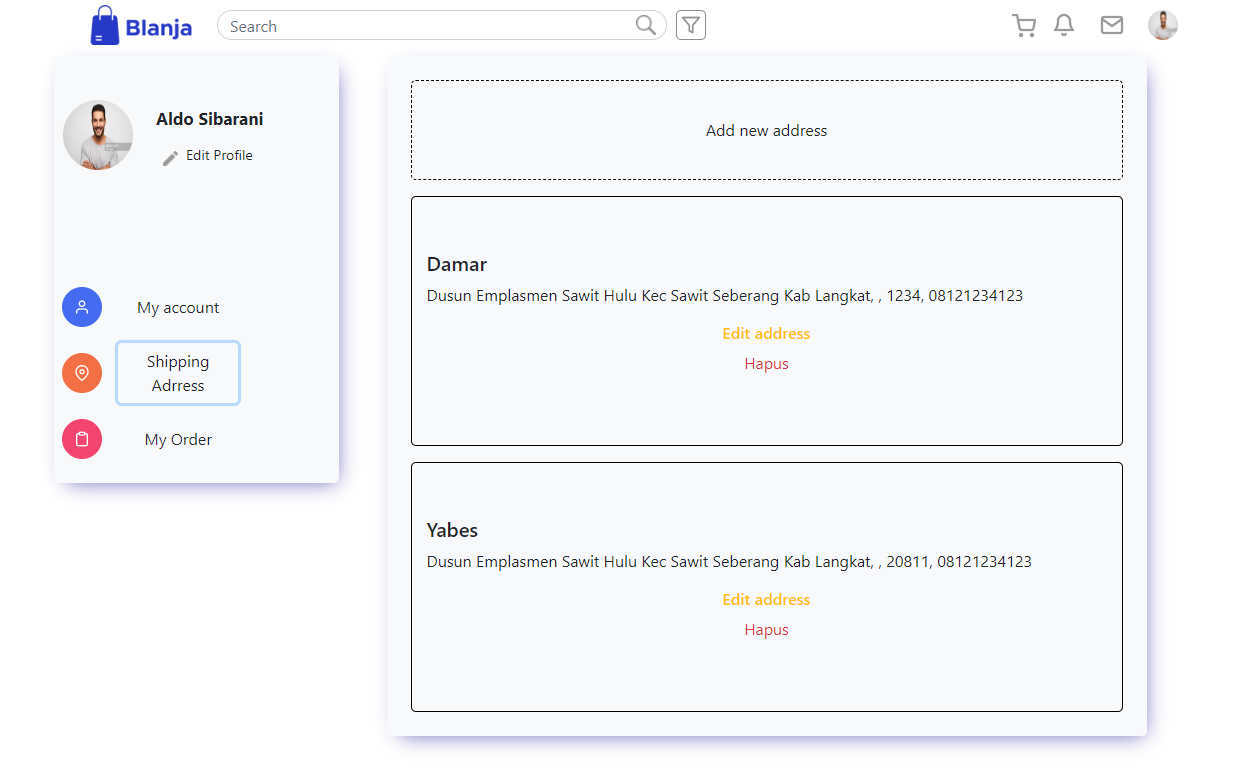 Blanja
Search
Aldo Sibarani
Edit Profile
My account
Shipping
Adrress
My Order
Add new address
Damar
Dusun Emplasmen Sawit Hulu Kec Sawit Seberang Kab Langkat, , 1234, 08121234123
Edit address
Hapus
Yabes
Dusun Emplasmen Sawit Hulu Kec Sawit Seberang Kab Langkat, , 20811, 08121234123
Edit address
Hapus